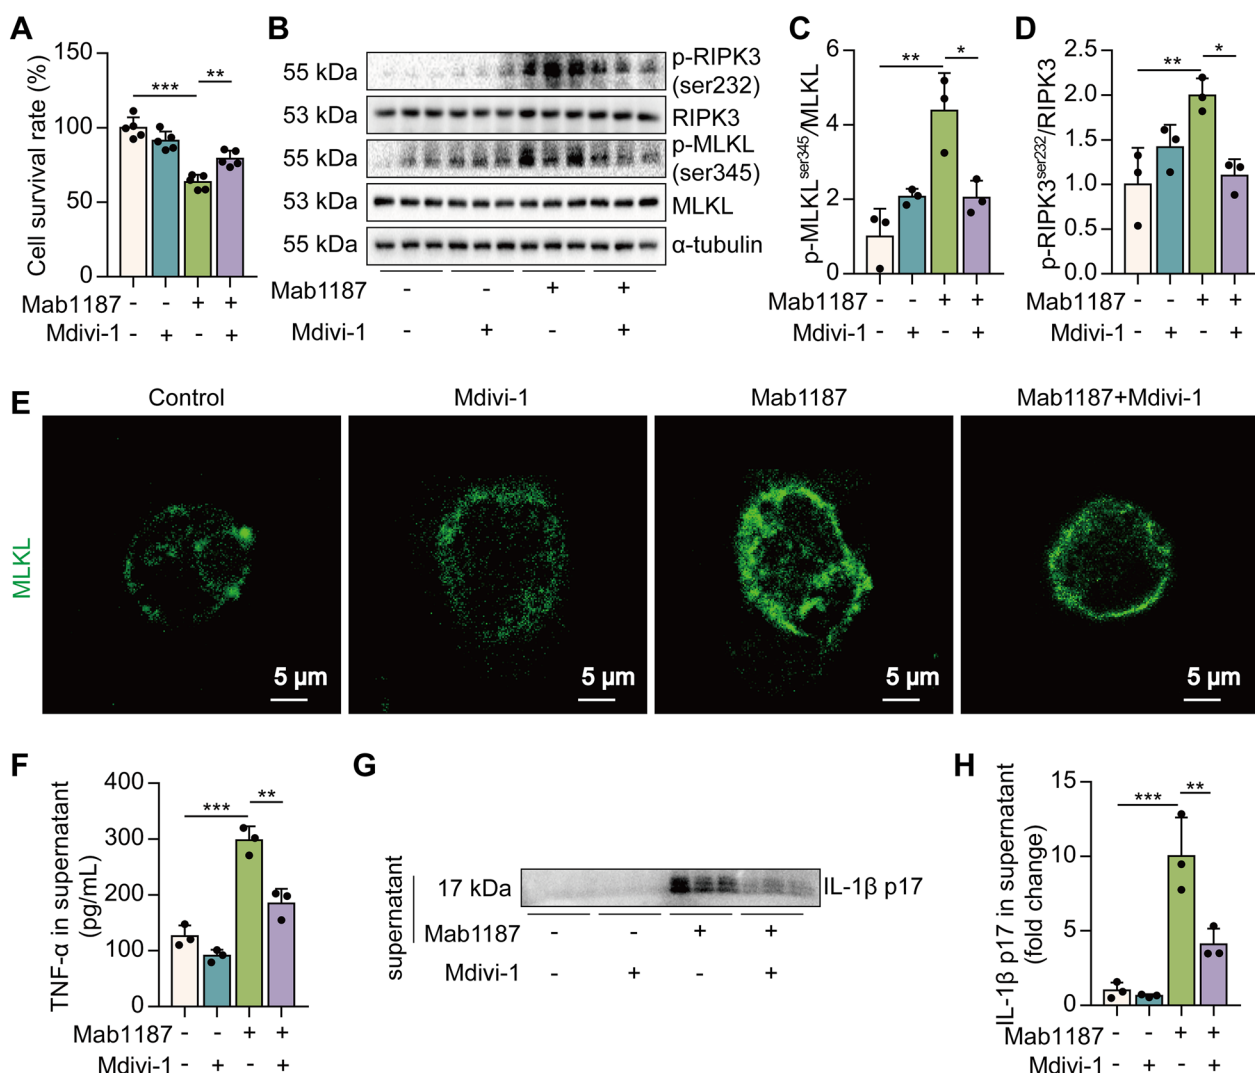 A
Cell survival rate (%)
150
100
50
0
***
**
Mab1187 - - + +
Mdivi-1 - + - +
B
55 kDa p-RIPK3 (ser232)
53 kDa RIPK3
55 kDa p-MLKL (ser345)
53 kDa MLKL
55 kDa α-tubulin
Mab1187 - - + +
Mdivi-1 - + - +
C
p-MLKLser345/MLKL
6
4
2
0
**
*
Mab1187 - - + +
Mdivi-1 - + - +
D
p-RIPK3ser232/RIPK3
2.5
2.0
1.5
1.0
0.5
0.0
**
*
Mab1187 - - + +
Mdivi-1 - + - +
E
Control Mdivi-1 Mab1187 Mab1187+Mdivi-1
MLKL
5 µm 5 µm 5 µm 5 µm
F
TNF-α in supernatant
(pg/mL)
400
300
200
100
0
***
**
Mab1187 - - + +
Mdivi-1 - + - +
G
supernatant
17 kDa IL-1β p17
Mab1187 - - + +
Mdivi-1 - + - +
H
IL-1β p17 in supernatant
(fold change)
15
10
5
0
***
**
Mab1187 - - + +
Mdivi-1 - + - +